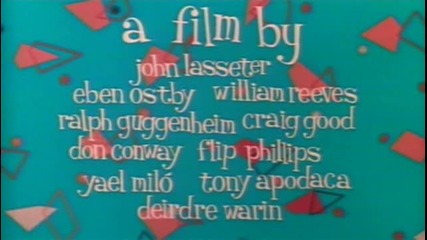 a film by
john lasseter
eben ostby william reeves
ralph guggenheim craig good
don conway flip phillips
yael miló tony apodaca
deirdre warin